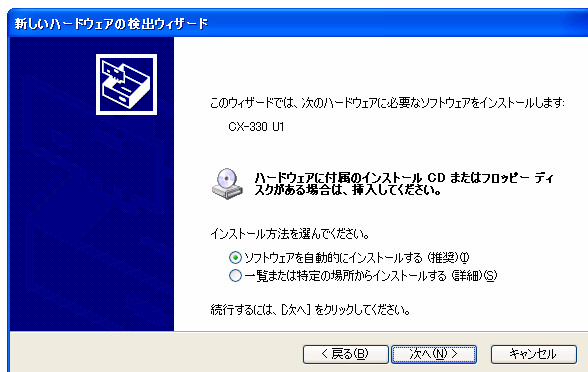 新しいハードウェアの検出ウィザード
このウィザードでは、次のハードウェアに必要なソフトウェアをインストールします:
CX-330 U1
ハードウェアに付属のインストール CD またはフロッピー ディ
スクがある場合は、挿入してください。
インストール方法を選んでください。
ソフトウェアを自動的にインストールする (推奨)(I)
一覧または特定の場所からインストールする (詳細)(S)
続行するには、[次へ] をクリックしてください。
< 戻る(B)
次へ(N) >
キャンセル